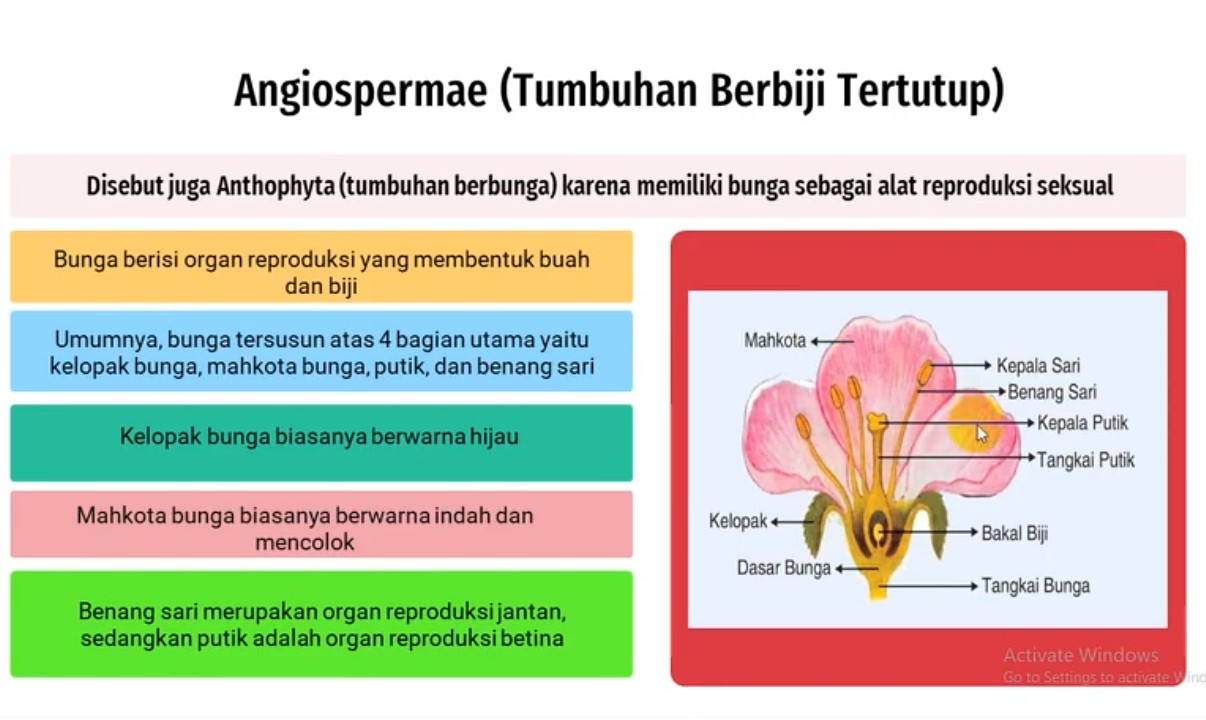 Angiospermae (Tumbuhan Berbiji Tertutup)
Disebut juga Anthophyta (tumbuhan berbunga) karena memiliki bunga sebagai alat reproduksi seksual
Bunga berisi organ reproduksi yang membentuk buah
dan biji
Umumnya, bunga tersusun atas 4 bagian utama yaitu
kelopak bunga, mahkota bunga, putik, dan benang sari
Kelopak bunga biasanya berwarna hijau
Mahkota bunga biasanya berwarna indah dan
mencolok
Benang sari merupakan organ reproduksi jantan,
sedangkan putik adalah organ reproduksi betina
Mahkota
Kepala Sari
Benang Sari
Kepala Putik
Tangkai Putik
Kelopak
Bakal Biji
Dasar Bunga
Tangkai Bunga
Activate Windows
Go to Settings to activate Wind